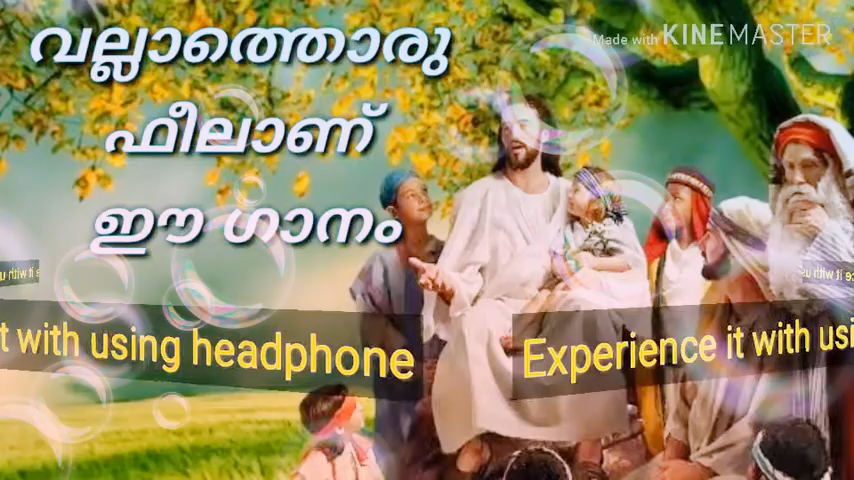 Made with KINEMASTER
വല്ലാത്തൊരു
ഫീലാണ്
ഈ ഗാനം
t with using headphone
Experience it with usi